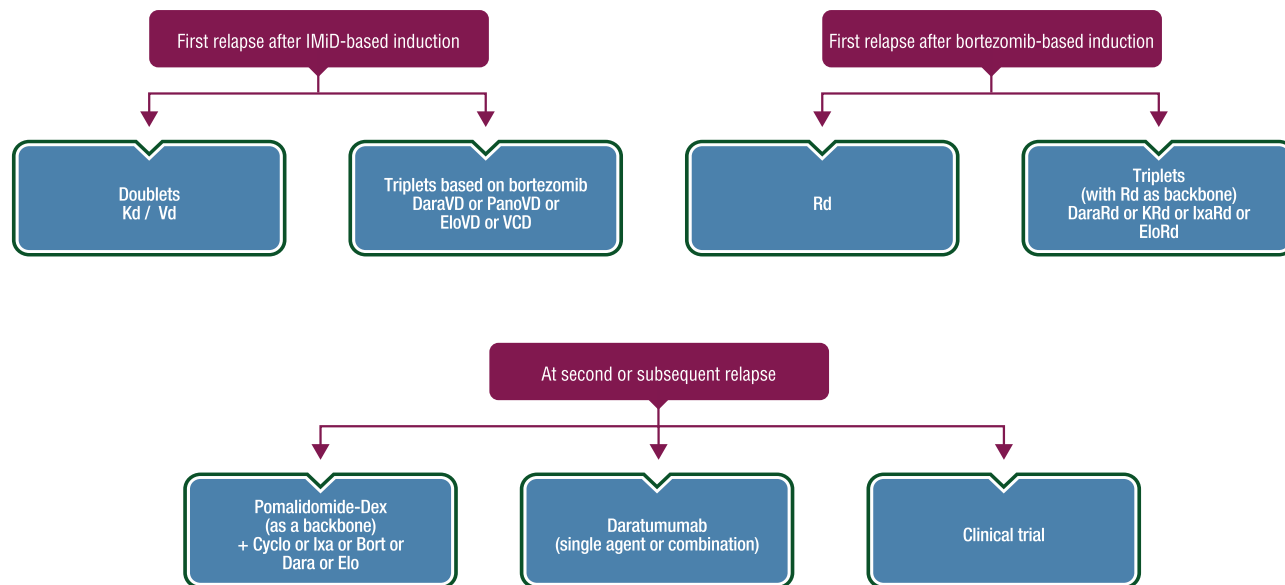 First relapse after IMiD-based induction
First relapse after bortezomib-based induction
Doublets
Kd / Vd
Triplets based on bortezomib
DaraVD or PanoVD or
EloVD or VCD
Rd
Triplets
(with Rd as backbone)
DaraRd or KRd or IxaRd or
EloRd
At second or subsequent relapse
Pomalidomide-Dex
(as a backbone)
+ Cyclo or Ixa or Bort or
Dara or Elo
Daratumumab
(single agent or combination)
Clinical trial